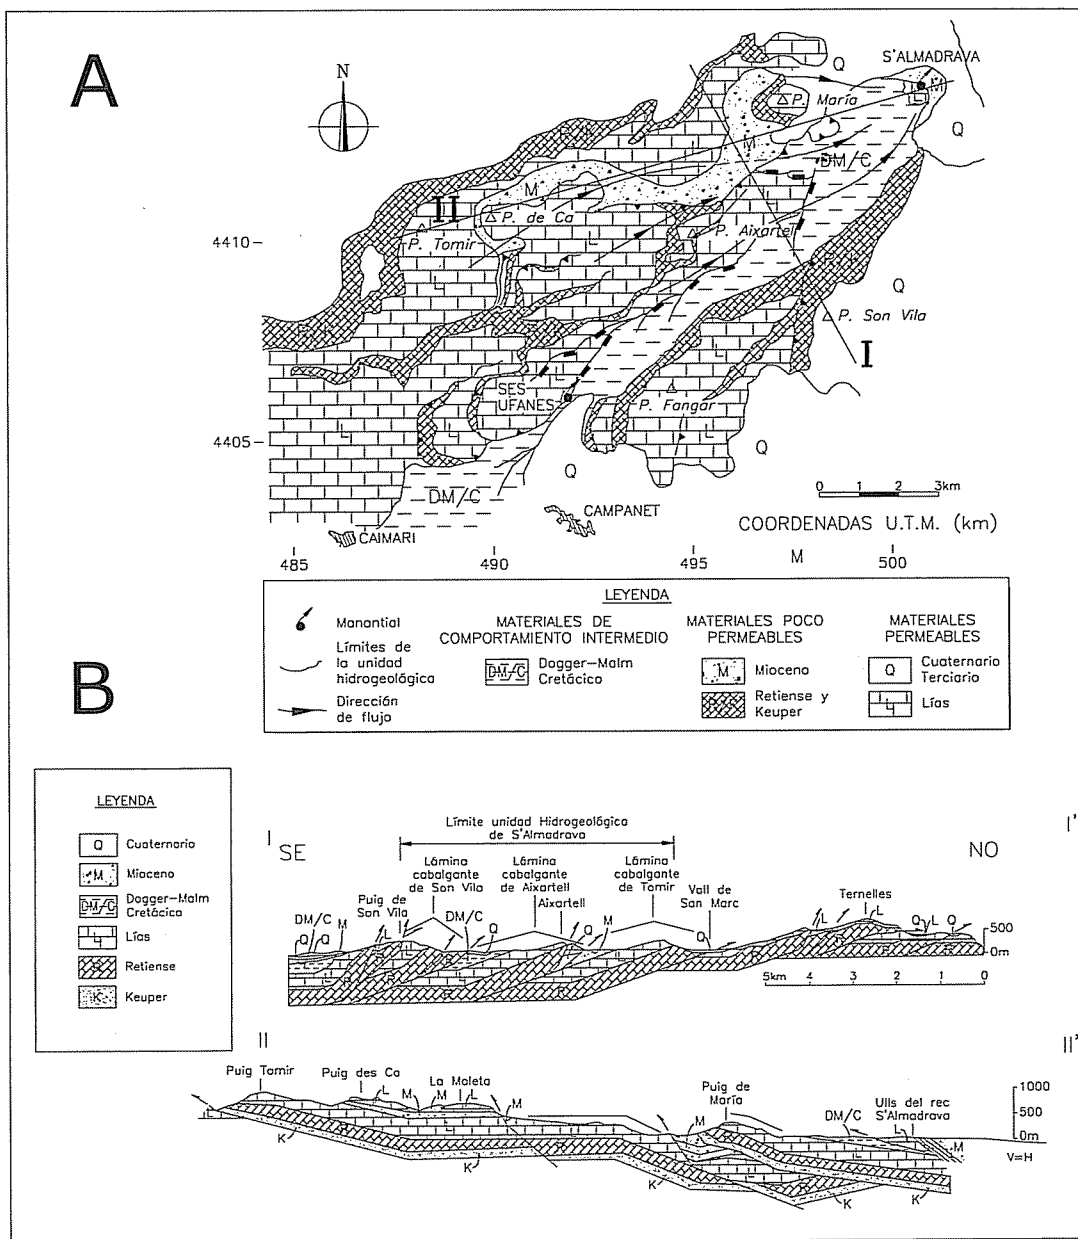 A
N
S'ALMADRAVA
Q
P. María
M
Q
DM/C
M
M
II
P. de Ca
P. Tomir
P. Aixartell
4410
L
L
Q
Q
P. Son Vila
I
SES
UFANES
P. Fangar
4405
L
L
L
L
Q
Q
DM/C
0 1 2 3km
CAMPANET
CAIMARI
COORDENADAS U.T.M. (km)
485 490 495 M 500
LEYENDA
Manantial
Límites de
la unidad
hidrogeológica
Dirección
de flujo
MATERIALES DE
COMPORTAMIENTO INTERMEDIO
DM/C Dogger-Malm
Cretácico
MATERIALES POCO
PERMEABLES
M Mioceno
Retiense y
Keuper
MATERIALES
PERMEABLES
Q Cuaternario
Terciario
L Lías
B
LEYENDA
Q Cuaternario
M Mioceno
DM/C Dogger-Malm
Cretácico
L Lías
R Retiense
K Keuper
I SE
Límite unidad Hidrogeológica
de S'Almadrava
NO I'
Lámina
cabalgante
de Son Vila
Lámina
cabalgante
de Aixartell
Lámina
cabalgante
de Tomir
Puig de
Son Vila
DM/C
Q
Aixartell
Q
M
Vall de
San Marc
Q
Ternelles
L
L
Q L Q
DM/C
Q
Q
M
L
500
0m
5km 4 3 2 1 0
II II'
Puig Tomir
Puig des Ca
L
La Moleta
M M L M
Puig de
María
M
DM/C
Ulls del rec
S'Almadrava
L
M
1000
500
0m
V=H
K K K K K K